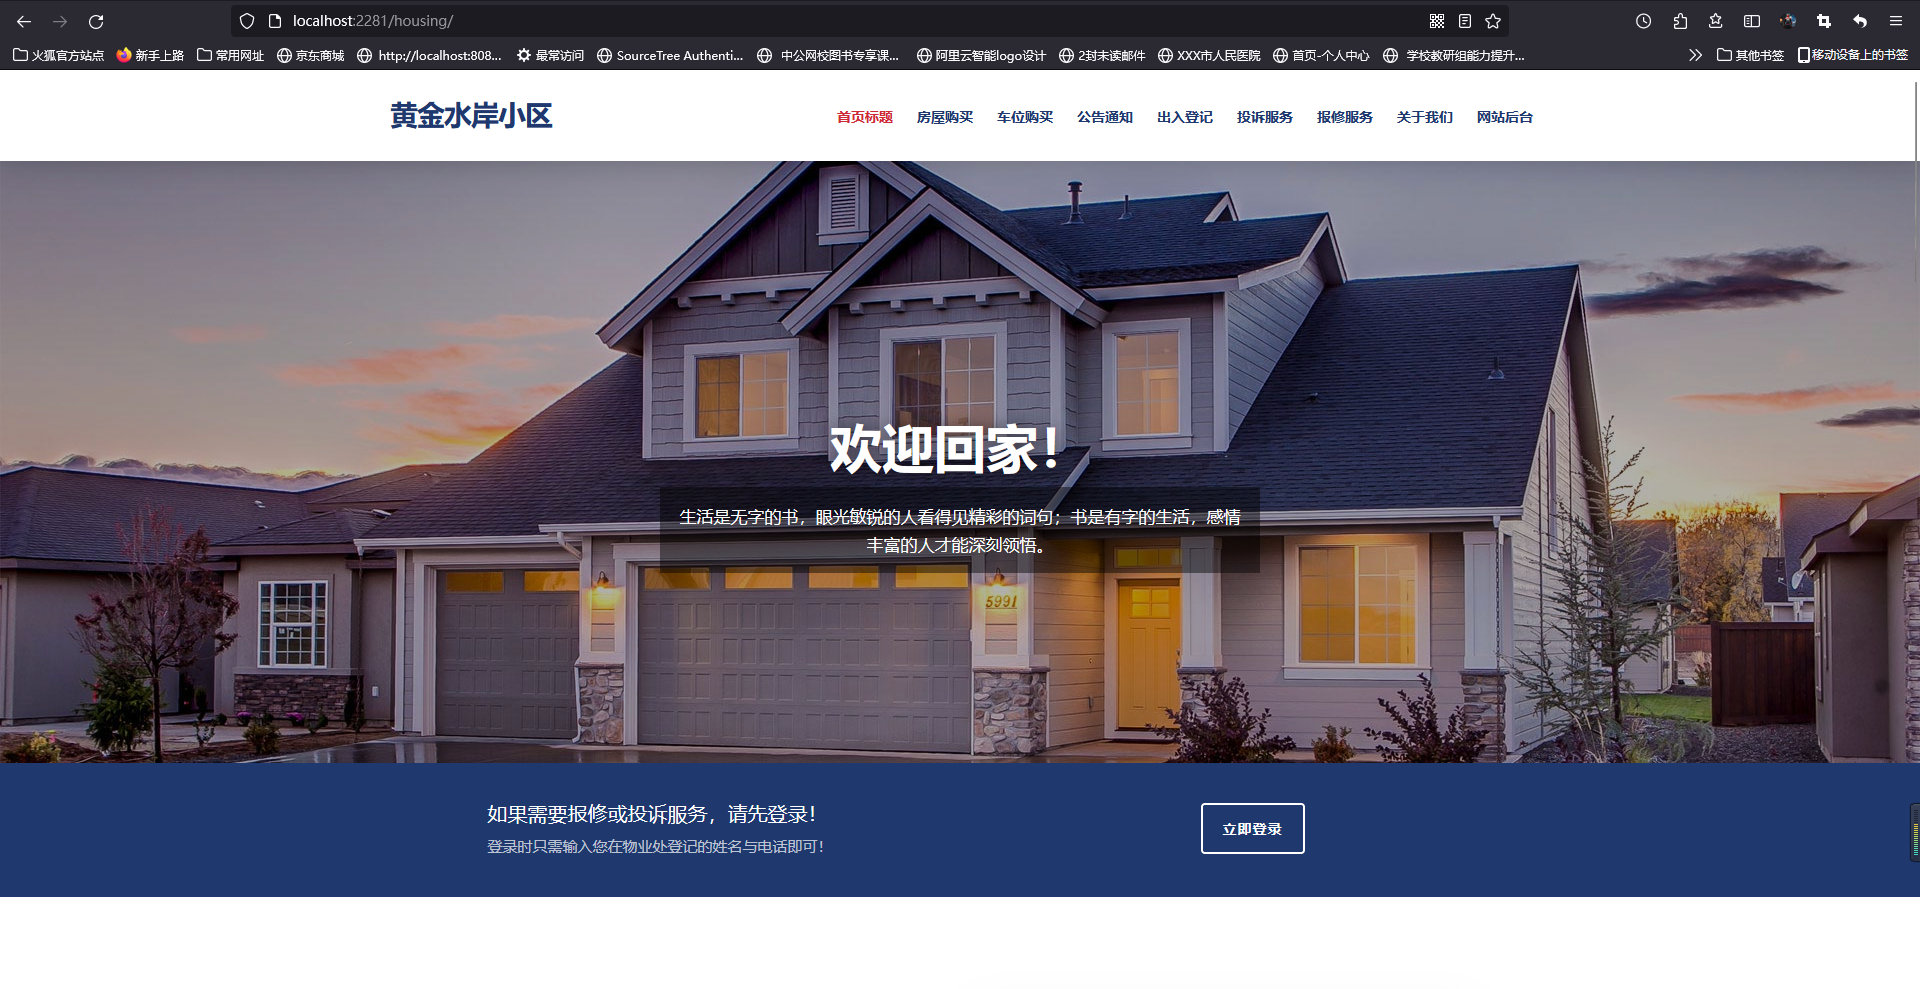 localhost:2281/housing/
火狐官方站点 新手上路 常用网址 京东商城 http://localhost:808... 最常访问 SourceTree Authenti... 中公网校图书专享课... 阿里云智能logo设计 2封未读邮件 XXX市人民医院 首页-个人中心 学校教研组能力提升... 其他书签 移动设备上的书签
黄金水岸小区
首页标题 房屋购买 车位购买 公告通知 出入登记 投诉服务 报修服务 关于我们 网站后台
欢迎回家！
生活是无字的书，眼光敏锐的人看得见精彩的词句；书是有字的生活，感情
丰富的人才能深刻领悟。
5991
如果需要报修或投诉服务，请先登录！
登录时只需输入您在物业处登记的姓名与电话即可！
立即登录